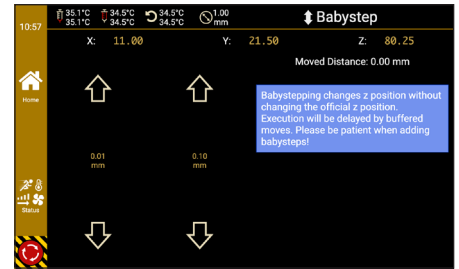 10:57
35.1°C
35.1°C
34.5°C
34.5°C
34.5°C
34.5°C
1.00
mm
Babystep
X: 11.00 Y: 21.50 Z: 80.25
Moved Distance: 0.00 mm
Home
Babystepping changes z position without
changing the official z position.
Execution will be delayed by buffered
moves. Please be patient when adding
babysteps!
0.01
mm
0.10
mm
Status